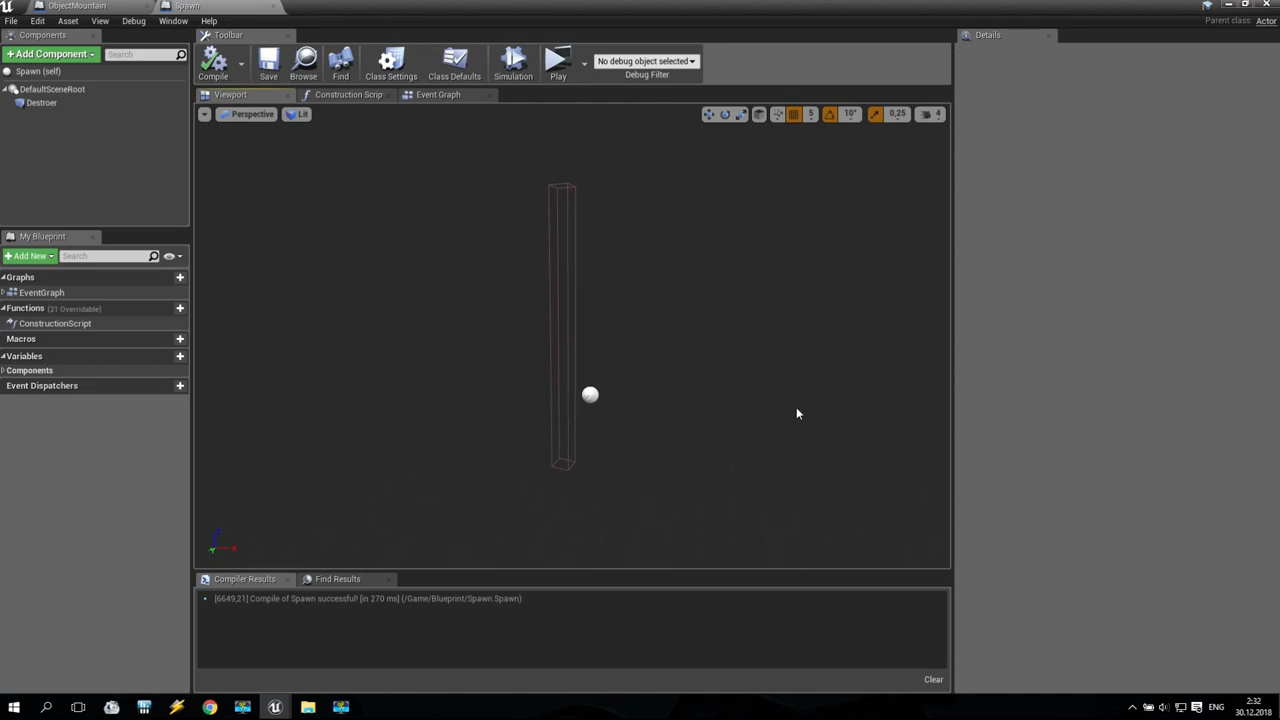 ObjectMountain
Spawn
File Edit Asset View Debug Window Help
Parent class: Actor
Components
Toolbar
Details
+Add Component
Search
Spawn (self)
DefaultSceneRoot
Destroer
Compile
Save
Browse
Find
Class Settings
Class Defaults
Simulation
Play
No debug object selected
Debug Filter
Viewport
Construction Scrip
Event Graph
Perspective
Lit
5
10°
0,25
4
My Blueprint
+Add New
Search
Graphs
EventGraph
Functions (21 Overridable)
ConstructionScript
Macros
Variables
Components
Event Dispatchers
Compiler Results
Find Results
[6649,21] Compile of Spawn successful! [in 270 ms] (/Game/Blueprint/Spawn.Spawn)
Clear
ENG
2:32
30.12.2018